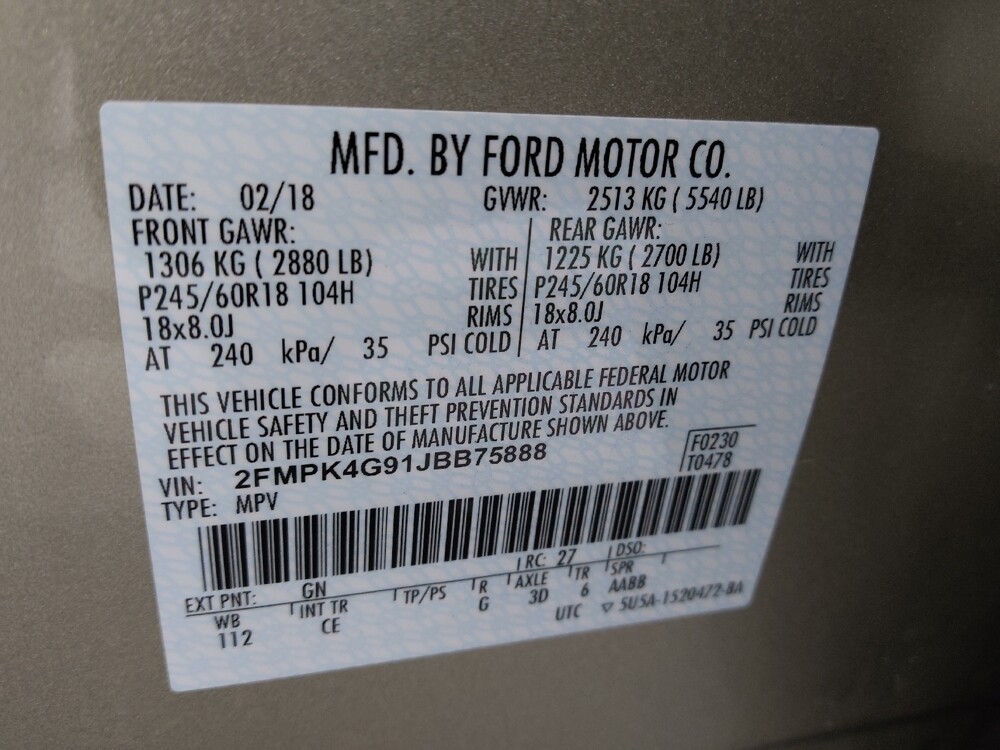 MFD. BY FORD MOTOR CO.
DATE: 02/18 GVWR: 2513 KG ( 5540 LB)
FRONT GAWR: REAR GAWR:
1306 KG ( 2880 LB) WITH 1225 KG ( 2700 LB) WITH
P245/60R18 104H TIRES P245/60R18 104H TIRES
18x8.0J RIMS 18x8.0J RIMS
AT 240 kPa/ 35 PSI COLD AT 240 kPa/ 35 PSI COLD
THIS VEHICLE CONFORMS TO ALL APPLICABLE FEDERAL MOTOR
VEHICLE SAFETY AND THEFT PREVENTION STANDARDS IN
EFFECT ON THE DATE OF MANUFACTURE SHOWN ABOVE.
VIN: 2FMPK4G91JBB75888 F0230
TYPE: MPV T0478
EXT PNT: GN RC: 27 DSO:
WB INT TR TP/PS R AXLE TR SPR
112 CE G 3D 6 AABB
UTC ▽ 5U5A-1520472-BA